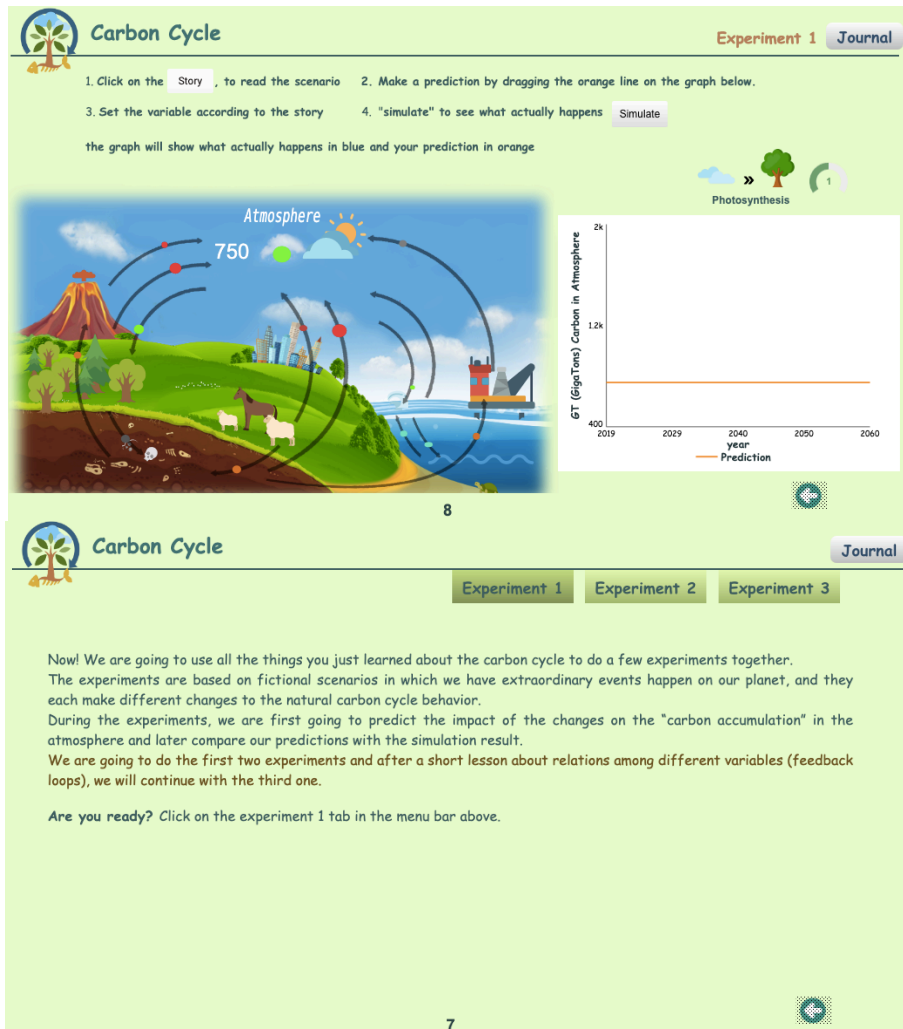 Carbon Cycle
Experiment 1 Journal
1. Click on the Story , to read the scenario 2. Make a prediction by dragging the orange line on the graph below.
3. Set the variable according to the story 4. "simulate" to see what actually happens Simulate
the graph will show what actually happens in blue and your prediction in orange
»
1
Photosynthesis
Atmosphere
750
GT (GigaTons) Carbon in Atmosphere
2k
1.2k
400
2019 2029 2040 2050 2060
year
Prediction
8
Carbon Cycle
Journal
Experiment 1 Experiment 2 Experiment 3
Now! We are going to use all the things you just learned about the carbon cycle to do a few experiments together.
The experiments are based on fictional scenarios in which we have extraordinary events happen on our planet, and they
each make different changes to the natural carbon cycle behavior.
During the experiments, we are first going to predict the impact of the changes on the “carbon accumulation” in the
atmosphere and later compare our predictions with the simulation result.
We are going to do the first two experiments and after a short lesson about relations among different variables (feedback
loops), we will continue with the third one.
Are you ready? Click on the experiment 1 tab in the menu bar above.
7